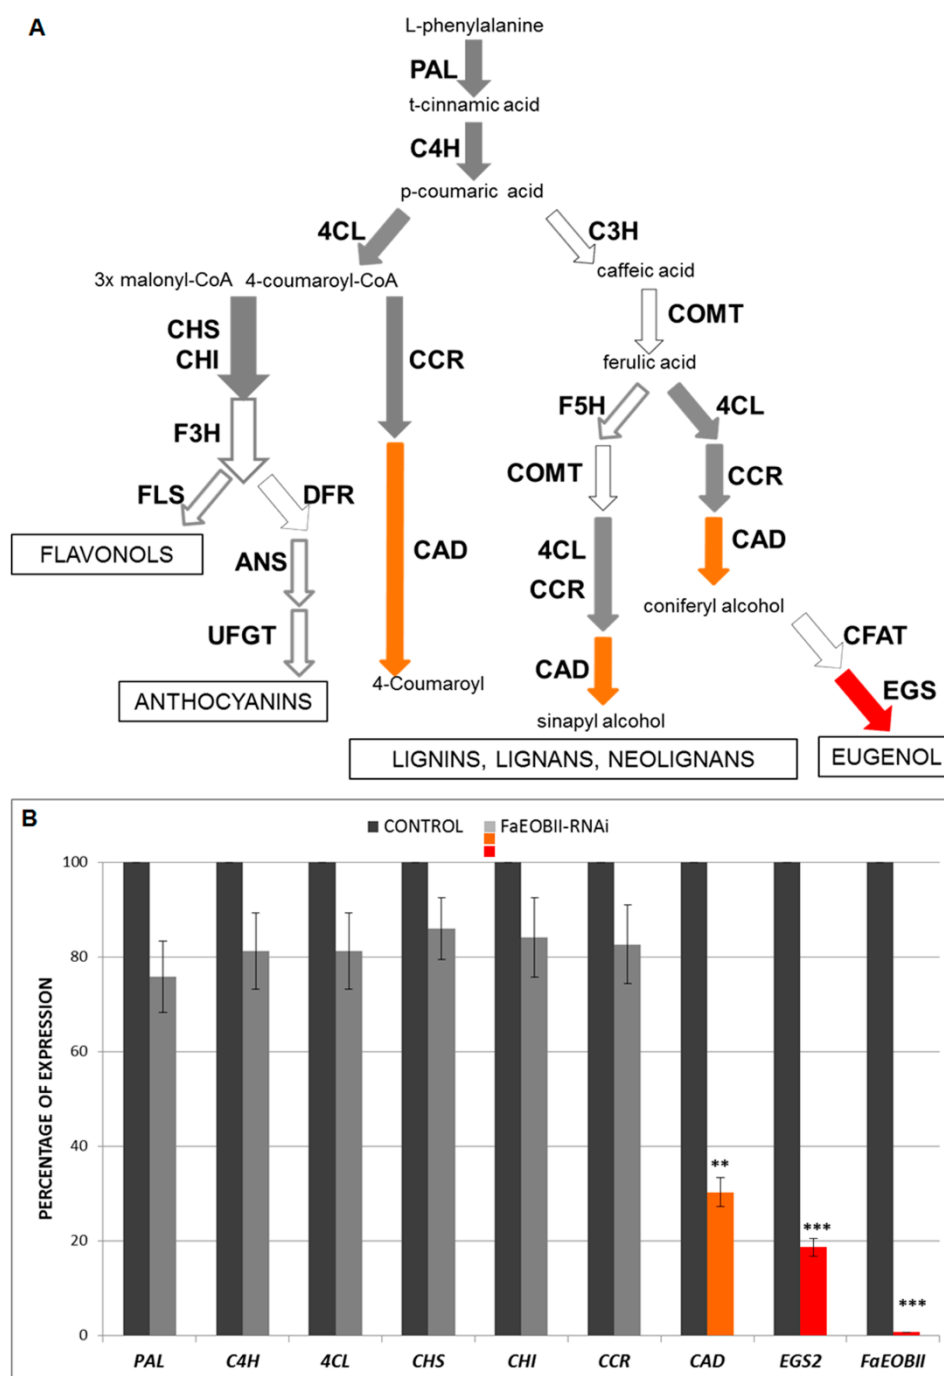 A
L-phenylalanine
PAL
t-cinnamic acid
C4H
p-coumaric acid
4CL
C3H
3x malonyl-CoA 4-coumaroyl-CoA
caffeic acid
CHS
CHI
CCR
COMT
ferulic acid
F3H
F5H
4CL
COMT
CCR
FLS
DFR
FLAVONOLS
ANS
CAD
4CL
CCR
CAD
coniferyl alcohol
UFGT
CFAT
CAD
EGS
4-Coumaroyl
ANTHOCYANINS
sinapyl alcohol
LIGNINS, LIGNANS, NEOLIGNANS
EUGENOL
B
CONTROL
FaEOBII-RNAi
PERCENTAGE OF EXPRESSION
100
80
60
40
20
0
**
***
***
PAL C4H 4CL CHS CHI CCR CAD EGS2 FaEOBII